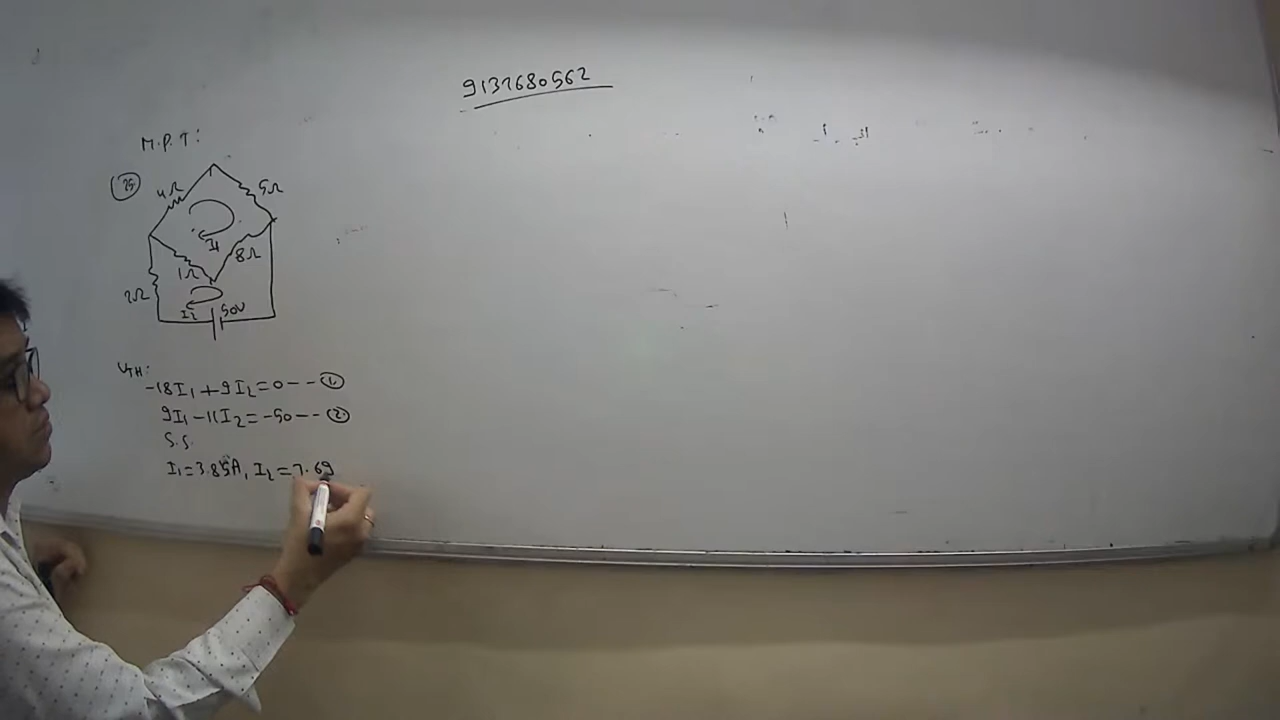 9137680562
M.P.T:
25
4Ω
5Ω
I1
8Ω
1Ω
2Ω
I2
50V
VTH:
-18I1+9I2=0-- ①
9I1-11I2=-50-- ②
S.S.
I1=3.85A, I2=7.69